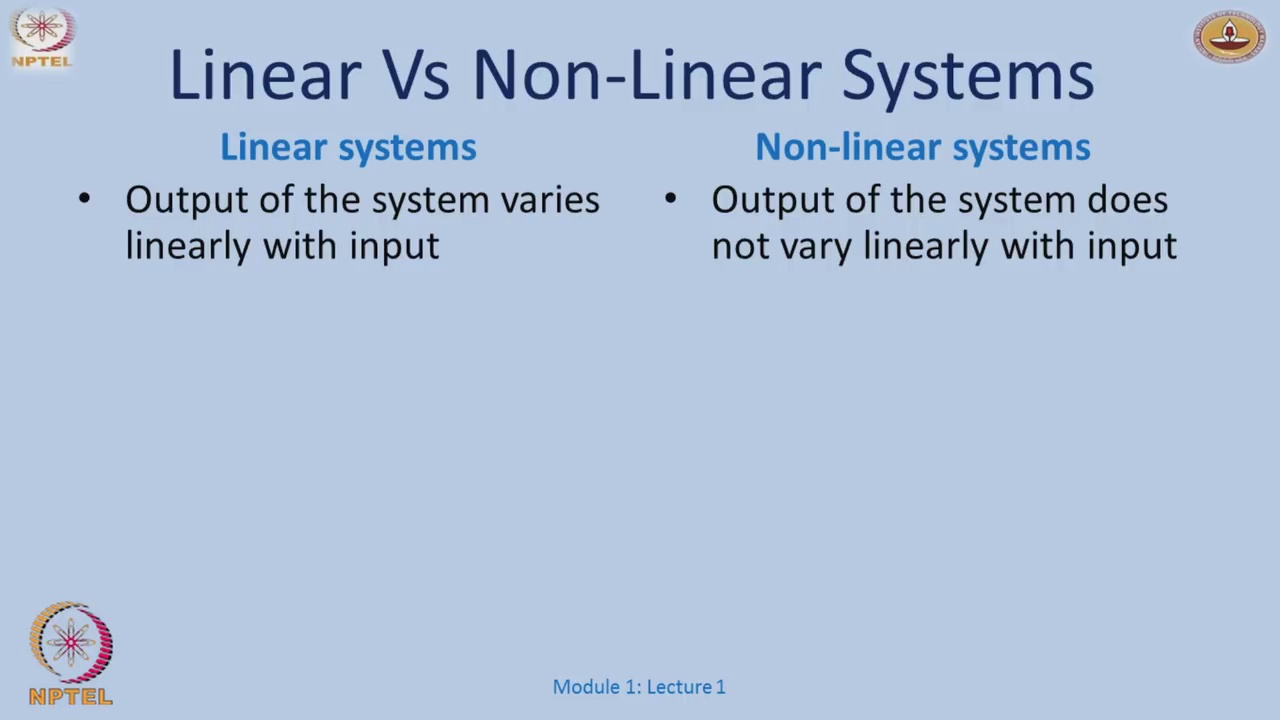 NPTEL
Linear Vs Non-Linear Systems
Linear systems
• Output of the system varies
linearly with input
Non-linear systems
• Output of the system does
not vary linearly with input
NPTEL
Module 1: Lecture 1